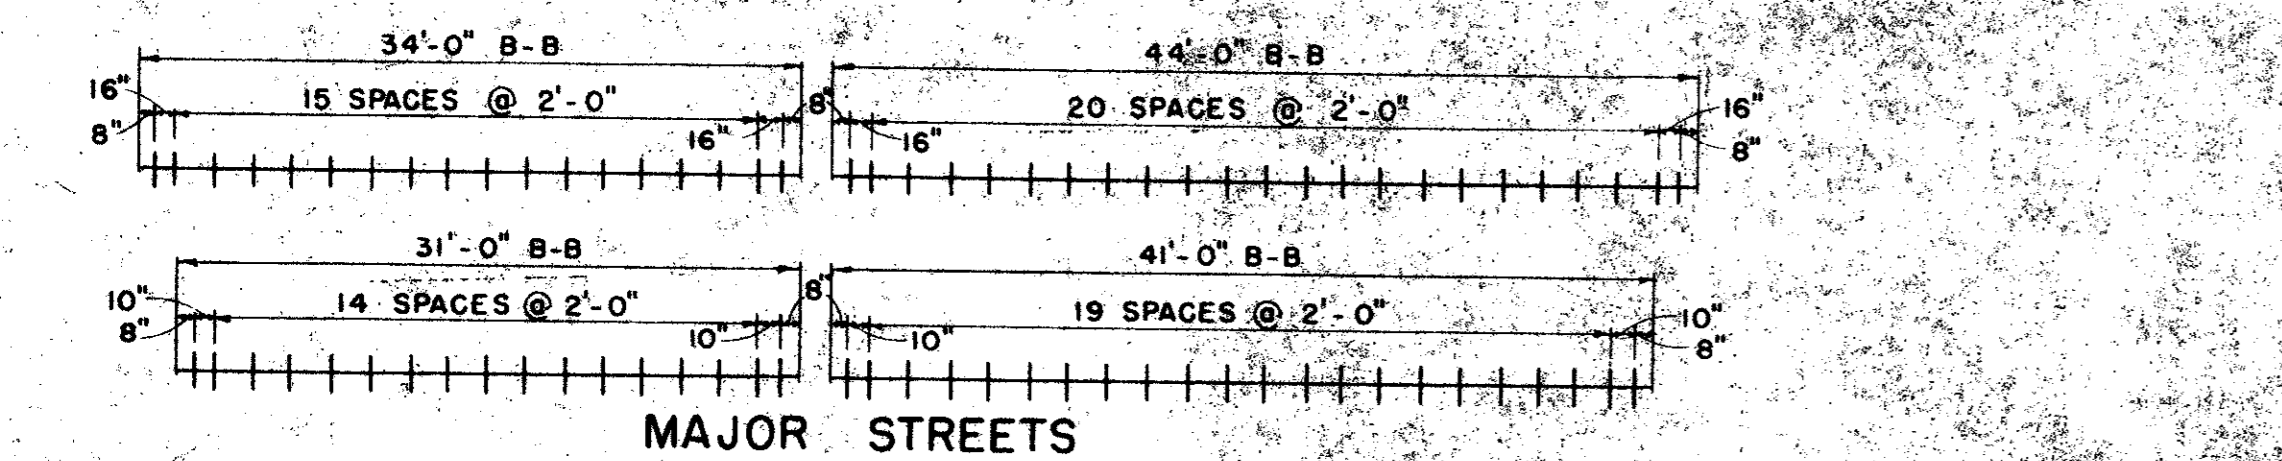 34'-0" B-B
44'-0" B-B
16"
15 SPACES @ 2'-0"
8"
20 SPACES @ 2'-0"
16"
8"
16"
16"
8"
31'-0" B-B
41'-0" B-B
10"
14 SPACES @ 2'-0"
8"
19 SPACES @ 2'-0"
10"
8"
10"
10"
8"
MAJOR STREETS